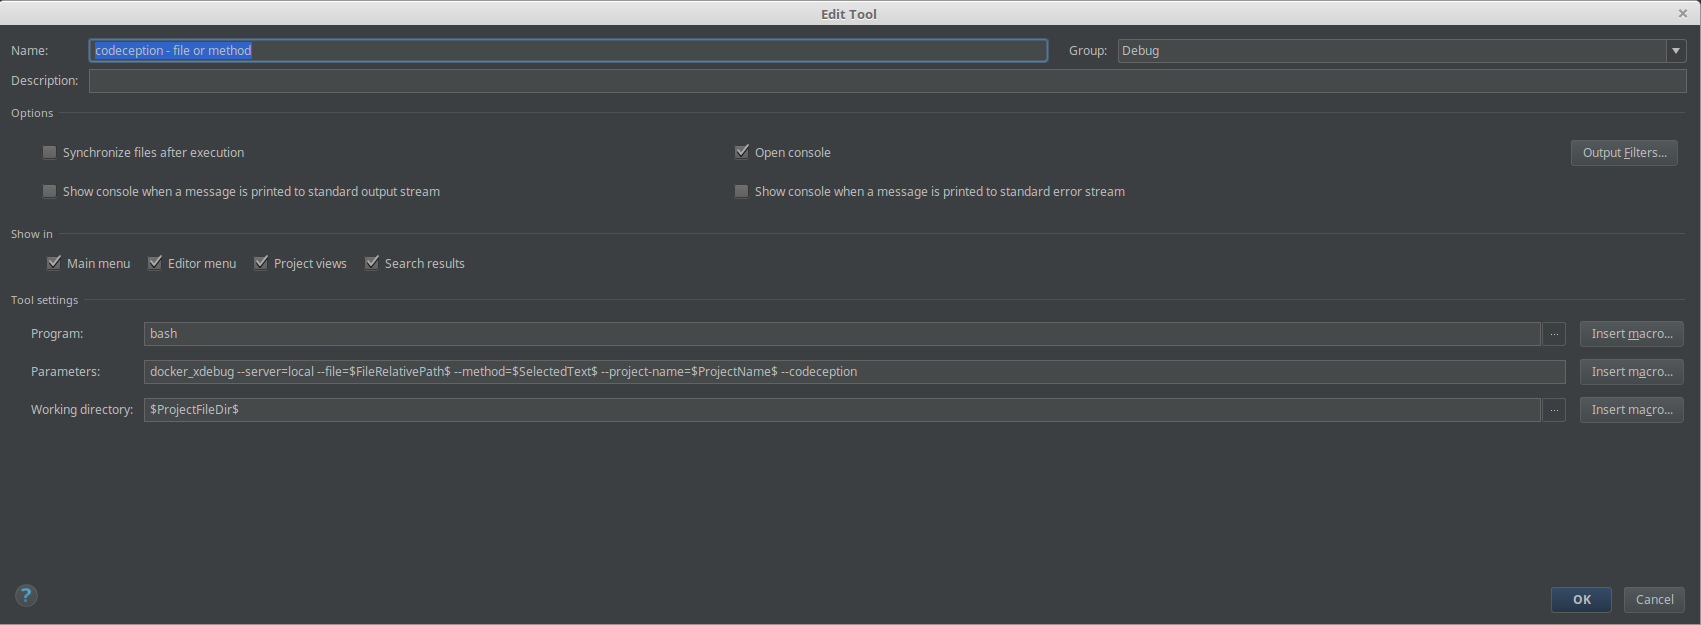 Edit Tool
Name: codeception - file or method Group: Debug
Description:
Options
Synchronize files after execution Open console Output Filters...
Show console when a message is printed to standard output stream Show console when a message is printed to standard error stream
Show in
Main menu Editor menu Project views Search results
Tool settings
Program: bash ... Insert macro...
Parameters: docker_xdebug --server=local --file=$FileRelativePath$ --method=$SelectedText$ --project-name=$ProjectName$ --codeception Insert macro...
Working directory: $ProjectFileDir$ ... Insert macro...
? OK Cancel